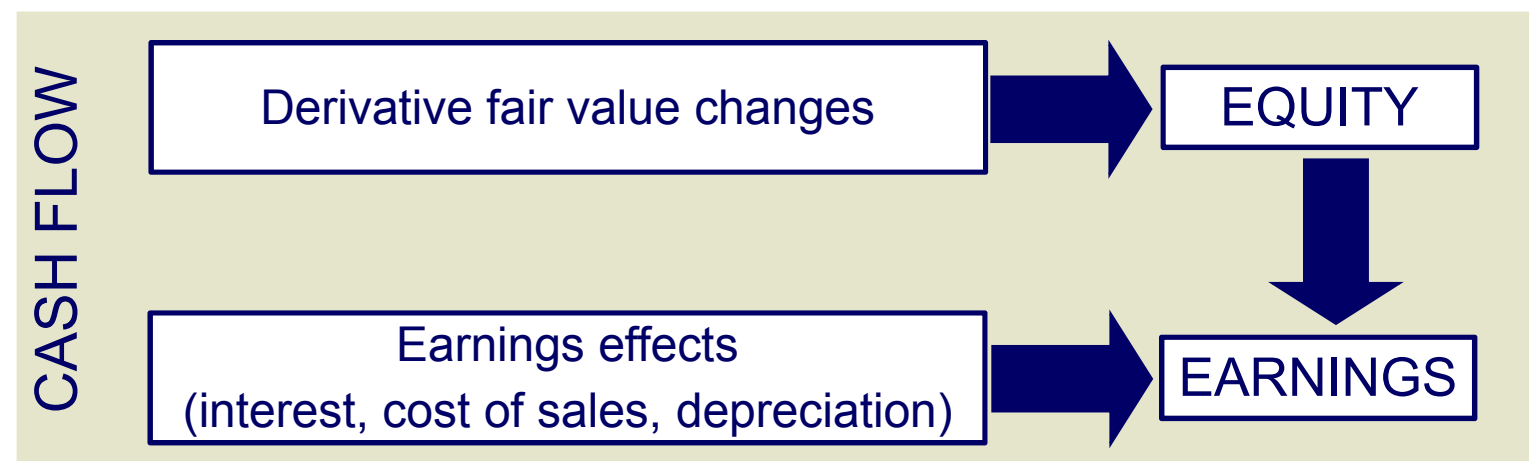 CASH FLOW
Derivative fair value changes
EQUITY
Earnings effects
(interest, cost of sales, depreciation)
EARNINGS